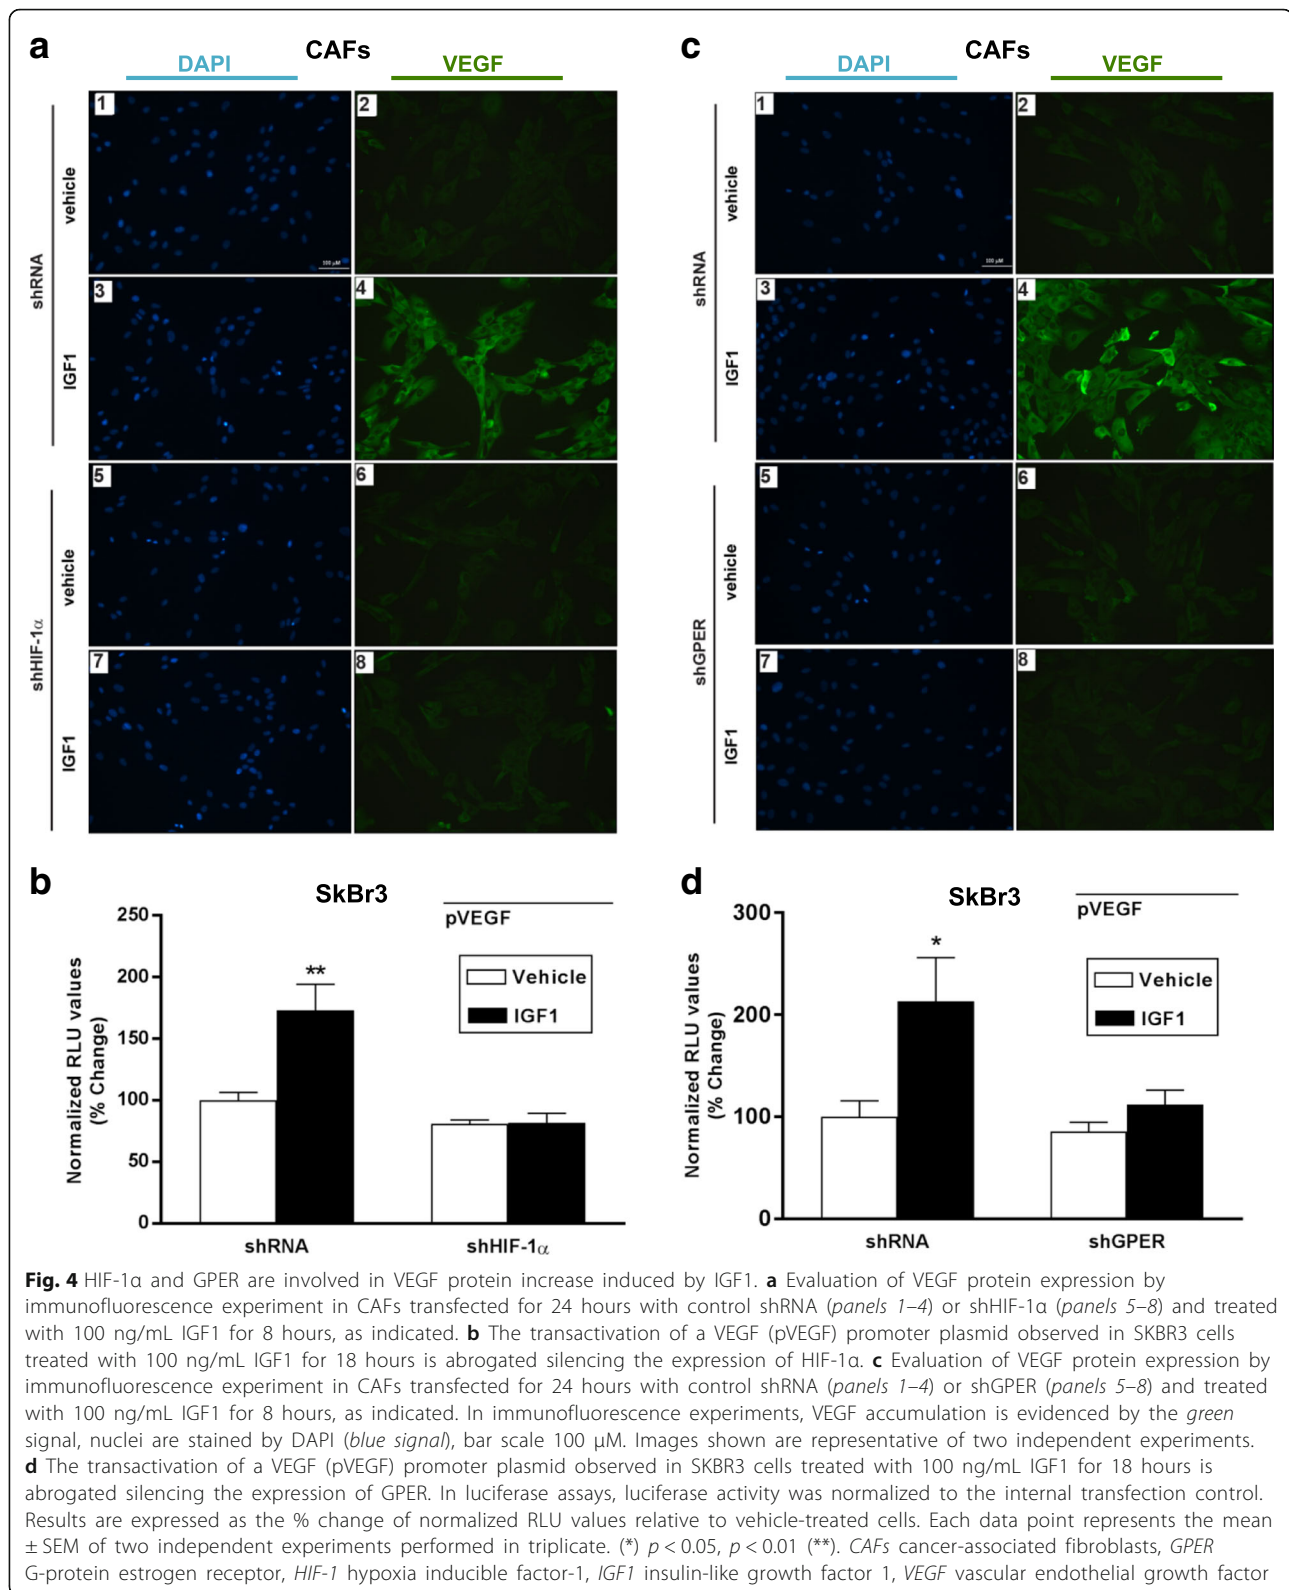 a
CAFs
DAPI
VEGF
shRNA
vehicle
IGF1
shHIF-1α
vehicle
IGF1
1
2
100 µM
3
4
5
6
7
8
c
CAFs
DAPI
VEGF
shRNA
vehicle
IGF1
shGPER
vehicle
IGF1
1
2
100 µM
3
4
5
6
7
8
b
SkBr3
pVEGF
Normalized RLU values
(% Change)
250
200
150
100
50
0
**
Vehicle
IGF1
shRNA
shHIF-1α
d
SkBr3
pVEGF
Normalized RLU values
(% Change)
300
200
100
0
*
Vehicle
IGF1
shRNA
shGPER
Fig. 4 HIF-1α and GPER are involved in VEGF protein increase induced by IGF1. a Evaluation of VEGF protein expression by
immunofluorescence experiment in CAFs transfected for 24 hours with control shRNA (panels 1–4) or shHIF-1α (panels 5–8) and treated
with 100 ng/mL IGF1 for 8 hours, as indicated. b The transactivation of a VEGF (pVEGF) promoter plasmid observed in SKBR3 cells
treated with 100 ng/mL IGF1 for 18 hours is abrogated silencing the expression of HIF-1α. c Evaluation of VEGF protein expression by
immunofluorescence experiment in CAFs transfected for 24 hours with control shRNA (panels 1–4) or shGPER (panels 5–8) and treated
with 100 ng/mL IGF1 for 8 hours, as indicated. In immunofluorescence experiments, VEGF accumulation is evidenced by the green
signal, nuclei are stained by DAPI (blue signal), bar scale 100 µM. Images shown are representative of two independent experiments.
d The transactivation of a VEGF (pVEGF) promoter plasmid observed in SKBR3 cells treated with 100 ng/mL IGF1 for 18 hours is
abrogated silencing the expression of GPER. In luciferase assays, luciferase activity was normalized to the internal transfection control.
Results are expressed as the % change of normalized RLU values relative to vehicle-treated cells. Each data point represents the mean
± SEM of two independent experiments performed in triplicate. (*) p < 0.05, p < 0.01 (**). CAFs cancer-associated fibroblasts, GPER
G-protein estrogen receptor, HIF-1 hypoxia inducible factor-1, IGF1 insulin-like growth factor 1, VEGF vascular endothelial growth factor